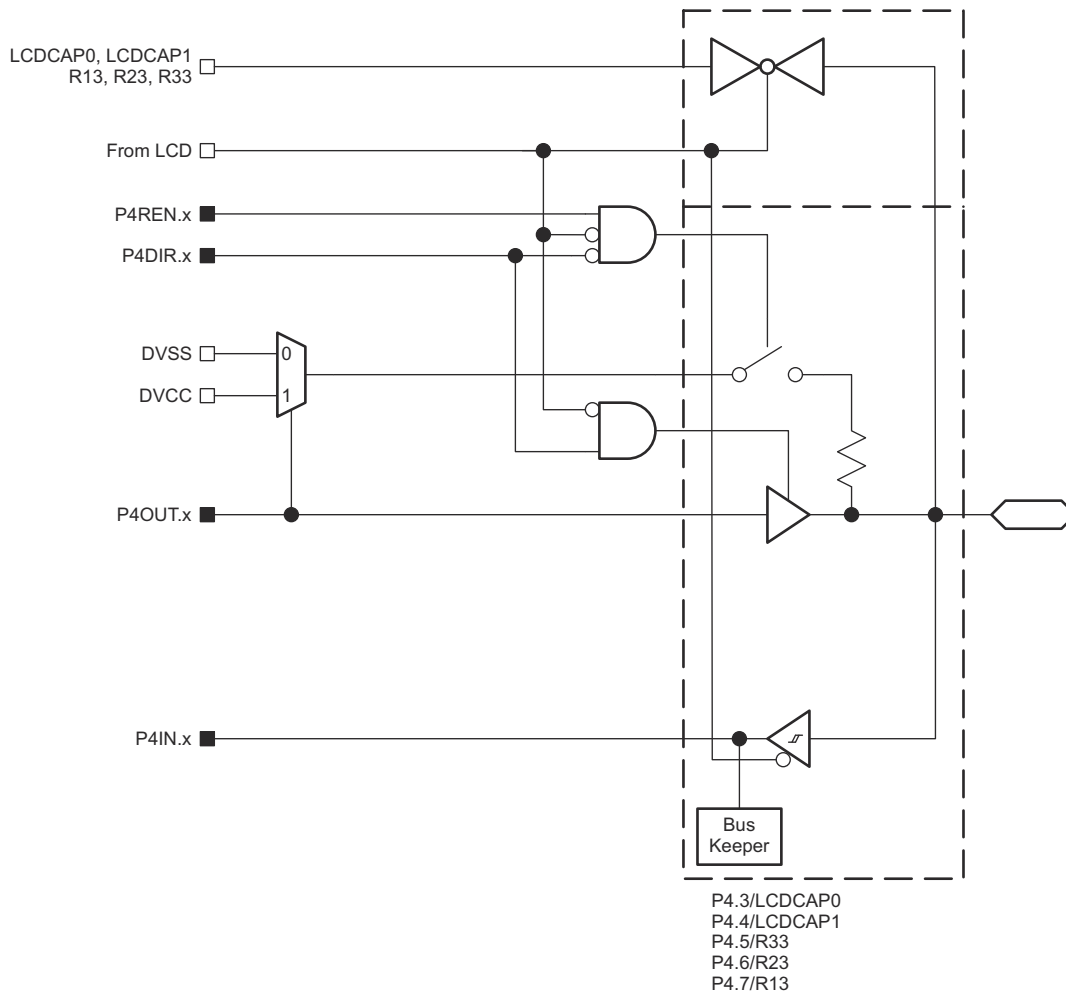 LCDCAP0, LCDCAP1
R13, R23, R33
From LCD
P4REN.x
P4DIR.x
DVSS
0
DVCC
1
P4OUT.x
P4IN.x
Bus
Keeper
P4.3/LCDCAP0
P4.4/LCDCAP1
P4.5/R33
P4.6/R23
P4.7/R13